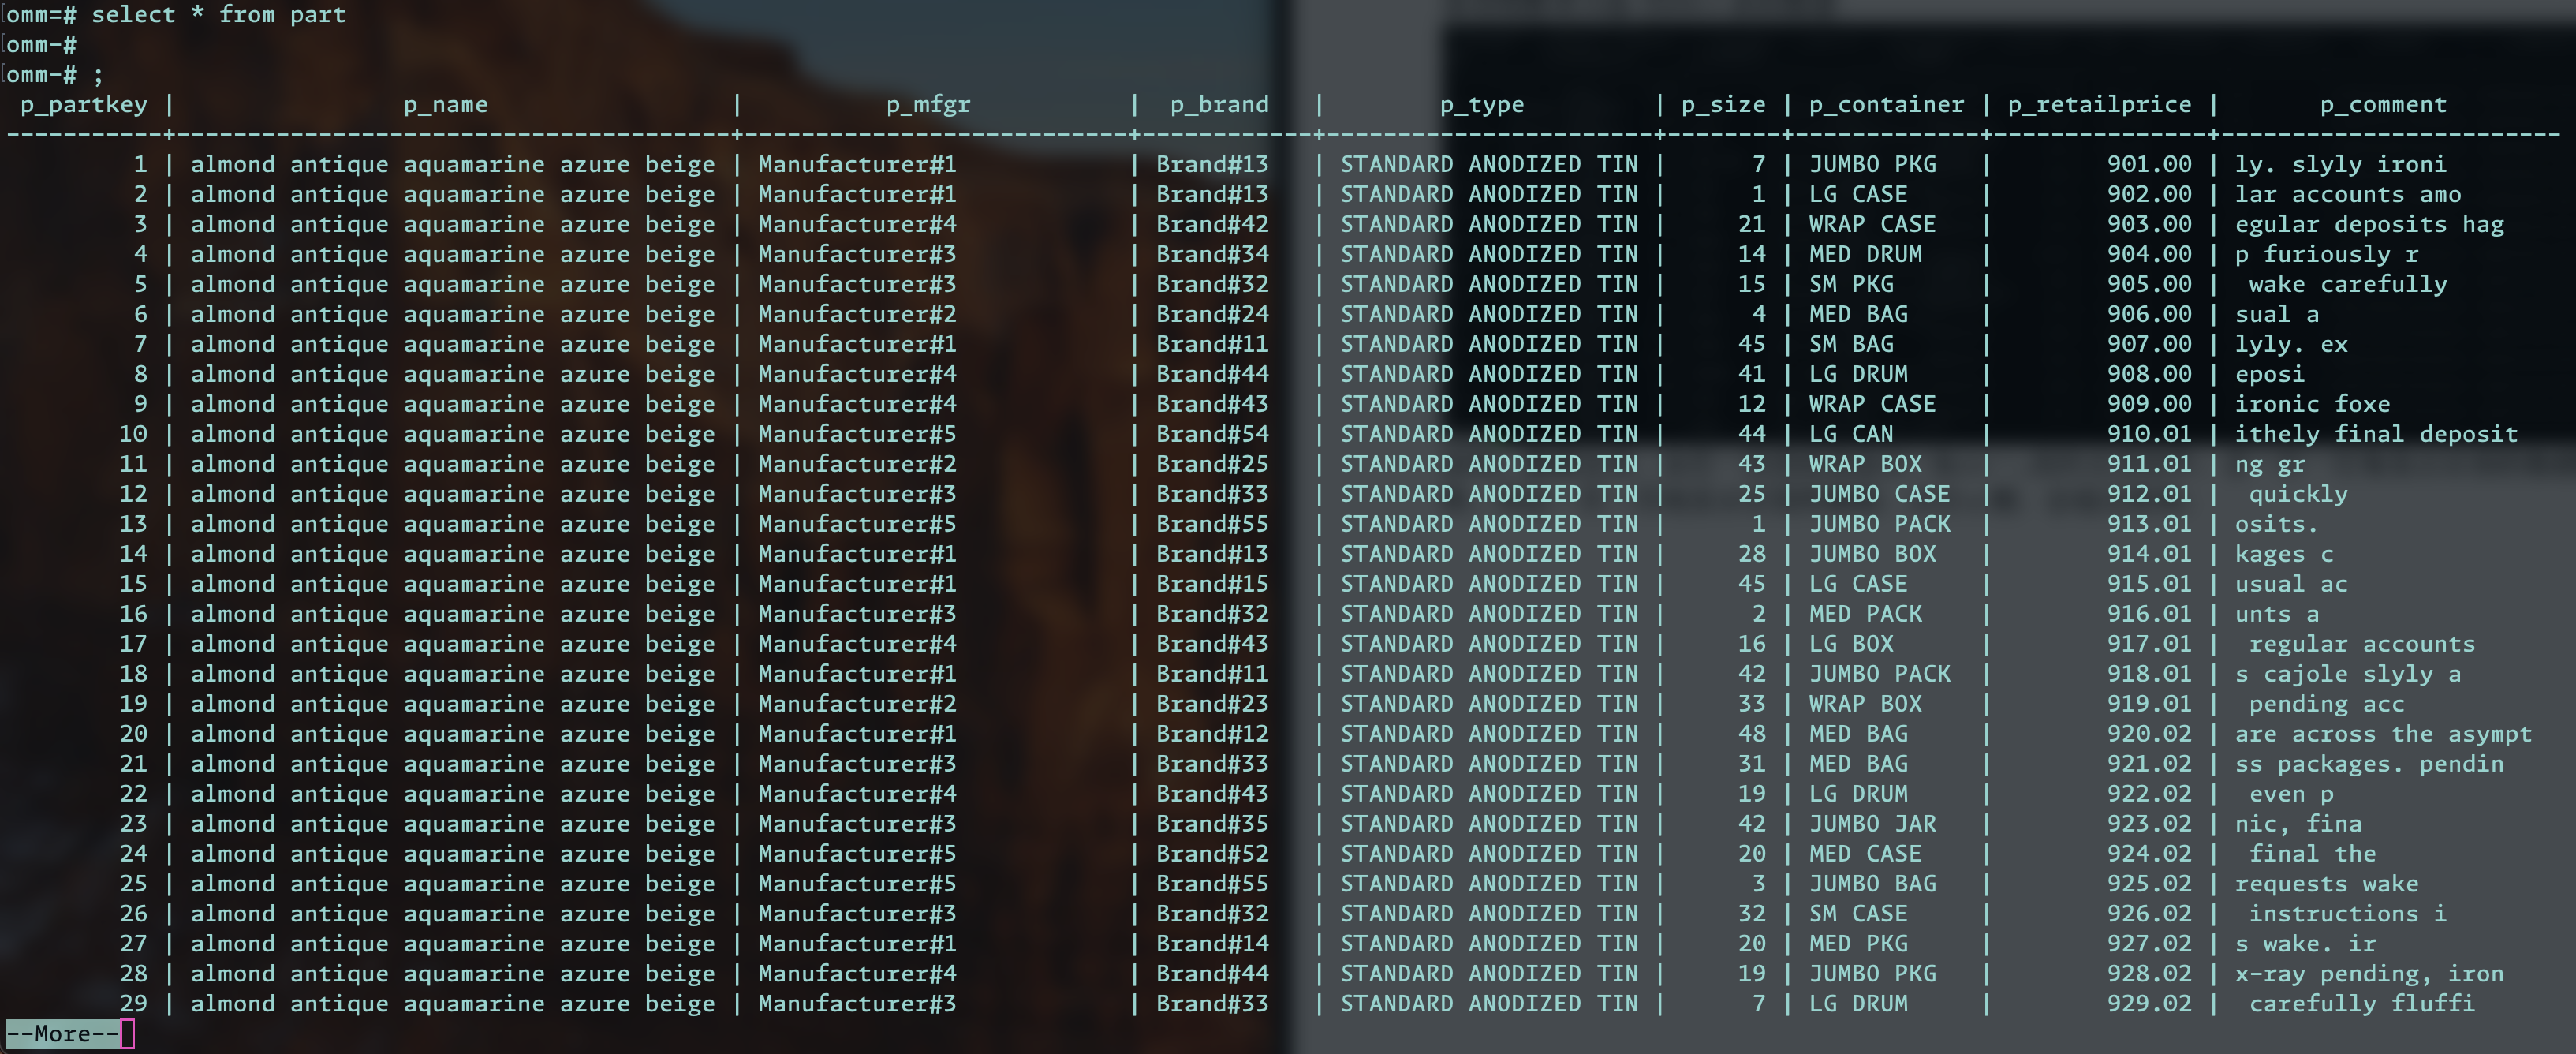 omm=# select * from part
omm-#
omm-# ;
 p_partkey |                p_name                 |          p_mfgr           |  p_brand   |        p_type         | p_size | p_container | p_retailprice |       p_comment
-----------+---------------------------------------+---------------------------+------------+-----------------------+--------+-------------+---------------+------------------------
         1 | almond antique aquamarine azure beige | Manufacturer#1            | Brand#13   | STANDARD ANODIZED TIN |      7 | JUMBO PKG   |        901.00 | ly. slyly ironi
         2 | almond antique aquamarine azure beige | Manufacturer#1            | Brand#13   | STANDARD ANODIZED TIN |      1 | LG CASE     |        902.00 | lar accounts amo
         3 | almond antique aquamarine azure beige | Manufacturer#4            | Brand#42   | STANDARD ANODIZED TIN |     21 | WRAP CASE   |        903.00 | egular deposits hag
         4 | almond antique aquamarine azure beige | Manufacturer#3            | Brand#34   | STANDARD ANODIZED TIN |     14 | MED DRUM    |        904.00 | p furiously r
         5 | almond antique aquamarine azure beige | Manufacturer#3            | Brand#32   | STANDARD ANODIZED TIN |     15 | SM PKG      |        905.00 |  wake carefully
         6 | almond antique aquamarine azure beige | Manufacturer#2            | Brand#24   | STANDARD ANODIZED TIN |      4 | MED BAG     |        906.00 | sual a
         7 | almond antique aquamarine azure beige | Manufacturer#1            | Brand#11   | STANDARD ANODIZED TIN |     45 | SM BAG      |        907.00 | lyly. ex
         8 | almond antique aquamarine azure beige | Manufacturer#4            | Brand#44   | STANDARD ANODIZED TIN |     41 | LG DRUM     |        908.00 | eposi
         9 | almond antique aquamarine azure beige | Manufacturer#4            | Brand#43   | STANDARD ANODIZED TIN |     12 | WRAP CASE   |        909.00 | ironic foxe
        10 | almond antique aquamarine azure beige | Manufacturer#5            | Brand#54   | STANDARD ANODIZED TIN |     44 | LG CAN      |        910.01 | ithely final deposit
        11 | almond antique aquamarine azure beige | Manufacturer#2            | Brand#25   | STANDARD ANODIZED TIN |     43 | WRAP BOX    |        911.01 | ng gr
        12 | almond antique aquamarine azure beige | Manufacturer#3            | Brand#33   | STANDARD ANODIZED TIN |     25 | JUMBO CASE  |        912.01 |  quickly
        13 | almond antique aquamarine azure beige | Manufacturer#5            | Brand#55   | STANDARD ANODIZED TIN |      1 | JUMBO PACK  |        913.01 | osits.
        14 | almond antique aquamarine azure beige | Manufacturer#1            | Brand#13   | STANDARD ANODIZED TIN |     28 | JUMBO BOX   |        914.01 | kages c
        15 | almond antique aquamarine azure beige | Manufacturer#1            | Brand#15   | STANDARD ANODIZED TIN |     45 | LG CASE     |        915.01 | usual ac
        16 | almond antique aquamarine azure beige | Manufacturer#3            | Brand#32   | STANDARD ANODIZED TIN |      2 | MED PACK    |        916.01 | unts a
        17 | almond antique aquamarine azure beige | Manufacturer#4            | Brand#43   | STANDARD ANODIZED TIN |     16 | LG BOX      |        917.01 |  regular accounts
        18 | almond antique aquamarine azure beige | Manufacturer#1            | Brand#11   | STANDARD ANODIZED TIN |     42 | JUMBO PACK  |        918.01 | s cajole slyly a
        19 | almond antique aquamarine azure beige | Manufacturer#2            | Brand#23   | STANDARD ANODIZED TIN |     33 | WRAP BOX    |        919.01 |  pending acc
        20 | almond antique aquamarine azure beige | Manufacturer#1            | Brand#12   | STANDARD ANODIZED TIN |     48 | MED BAG     |        920.02 | are across the asympt
        21 | almond antique aquamarine azure beige | Manufacturer#3            | Brand#33   | STANDARD ANODIZED TIN |     31 | MED BAG     |        921.02 | ss packages. pendin
        22 | almond antique aquamarine azure beige | Manufacturer#4            | Brand#43   | STANDARD ANODIZED TIN |     19 | LG DRUM     |        922.02 |  even p
        23 | almond antique aquamarine azure beige | Manufacturer#3            | Brand#35   | STANDARD ANODIZED TIN |     42 | JUMBO JAR   |        923.02 | nic, fina
        24 | almond antique aquamarine azure beige | Manufacturer#5            | Brand#52   | STANDARD ANODIZED TIN |     20 | MED CASE    |        924.02 |  final the
        25 | almond antique aquamarine azure beige | Manufacturer#5            | Brand#55   | STANDARD ANODIZED TIN |      3 | JUMBO BAG   |        925.02 | requests wake
        26 | almond antique aquamarine azure beige | Manufacturer#3            | Brand#32   | STANDARD ANODIZED TIN |     32 | SM CASE     |        926.02 |  instructions i
        27 | almond antique aquamarine azure beige | Manufacturer#1            | Brand#14   | STANDARD ANODIZED TIN |     20 | MED PKG     |        927.02 | s wake. ir
        28 | almond antique aquamarine azure beige | Manufacturer#4            | Brand#44   | STANDARD ANODIZED TIN |     19 | JUMBO PKG   |        928.02 | x-ray pending, iron
        29 | almond antique aquamarine azure beige | Manufacturer#3            | Brand#33   | STANDARD ANODIZED TIN |      7 | LG DRUM     |        929.02 |  carefully fluffi
--More--